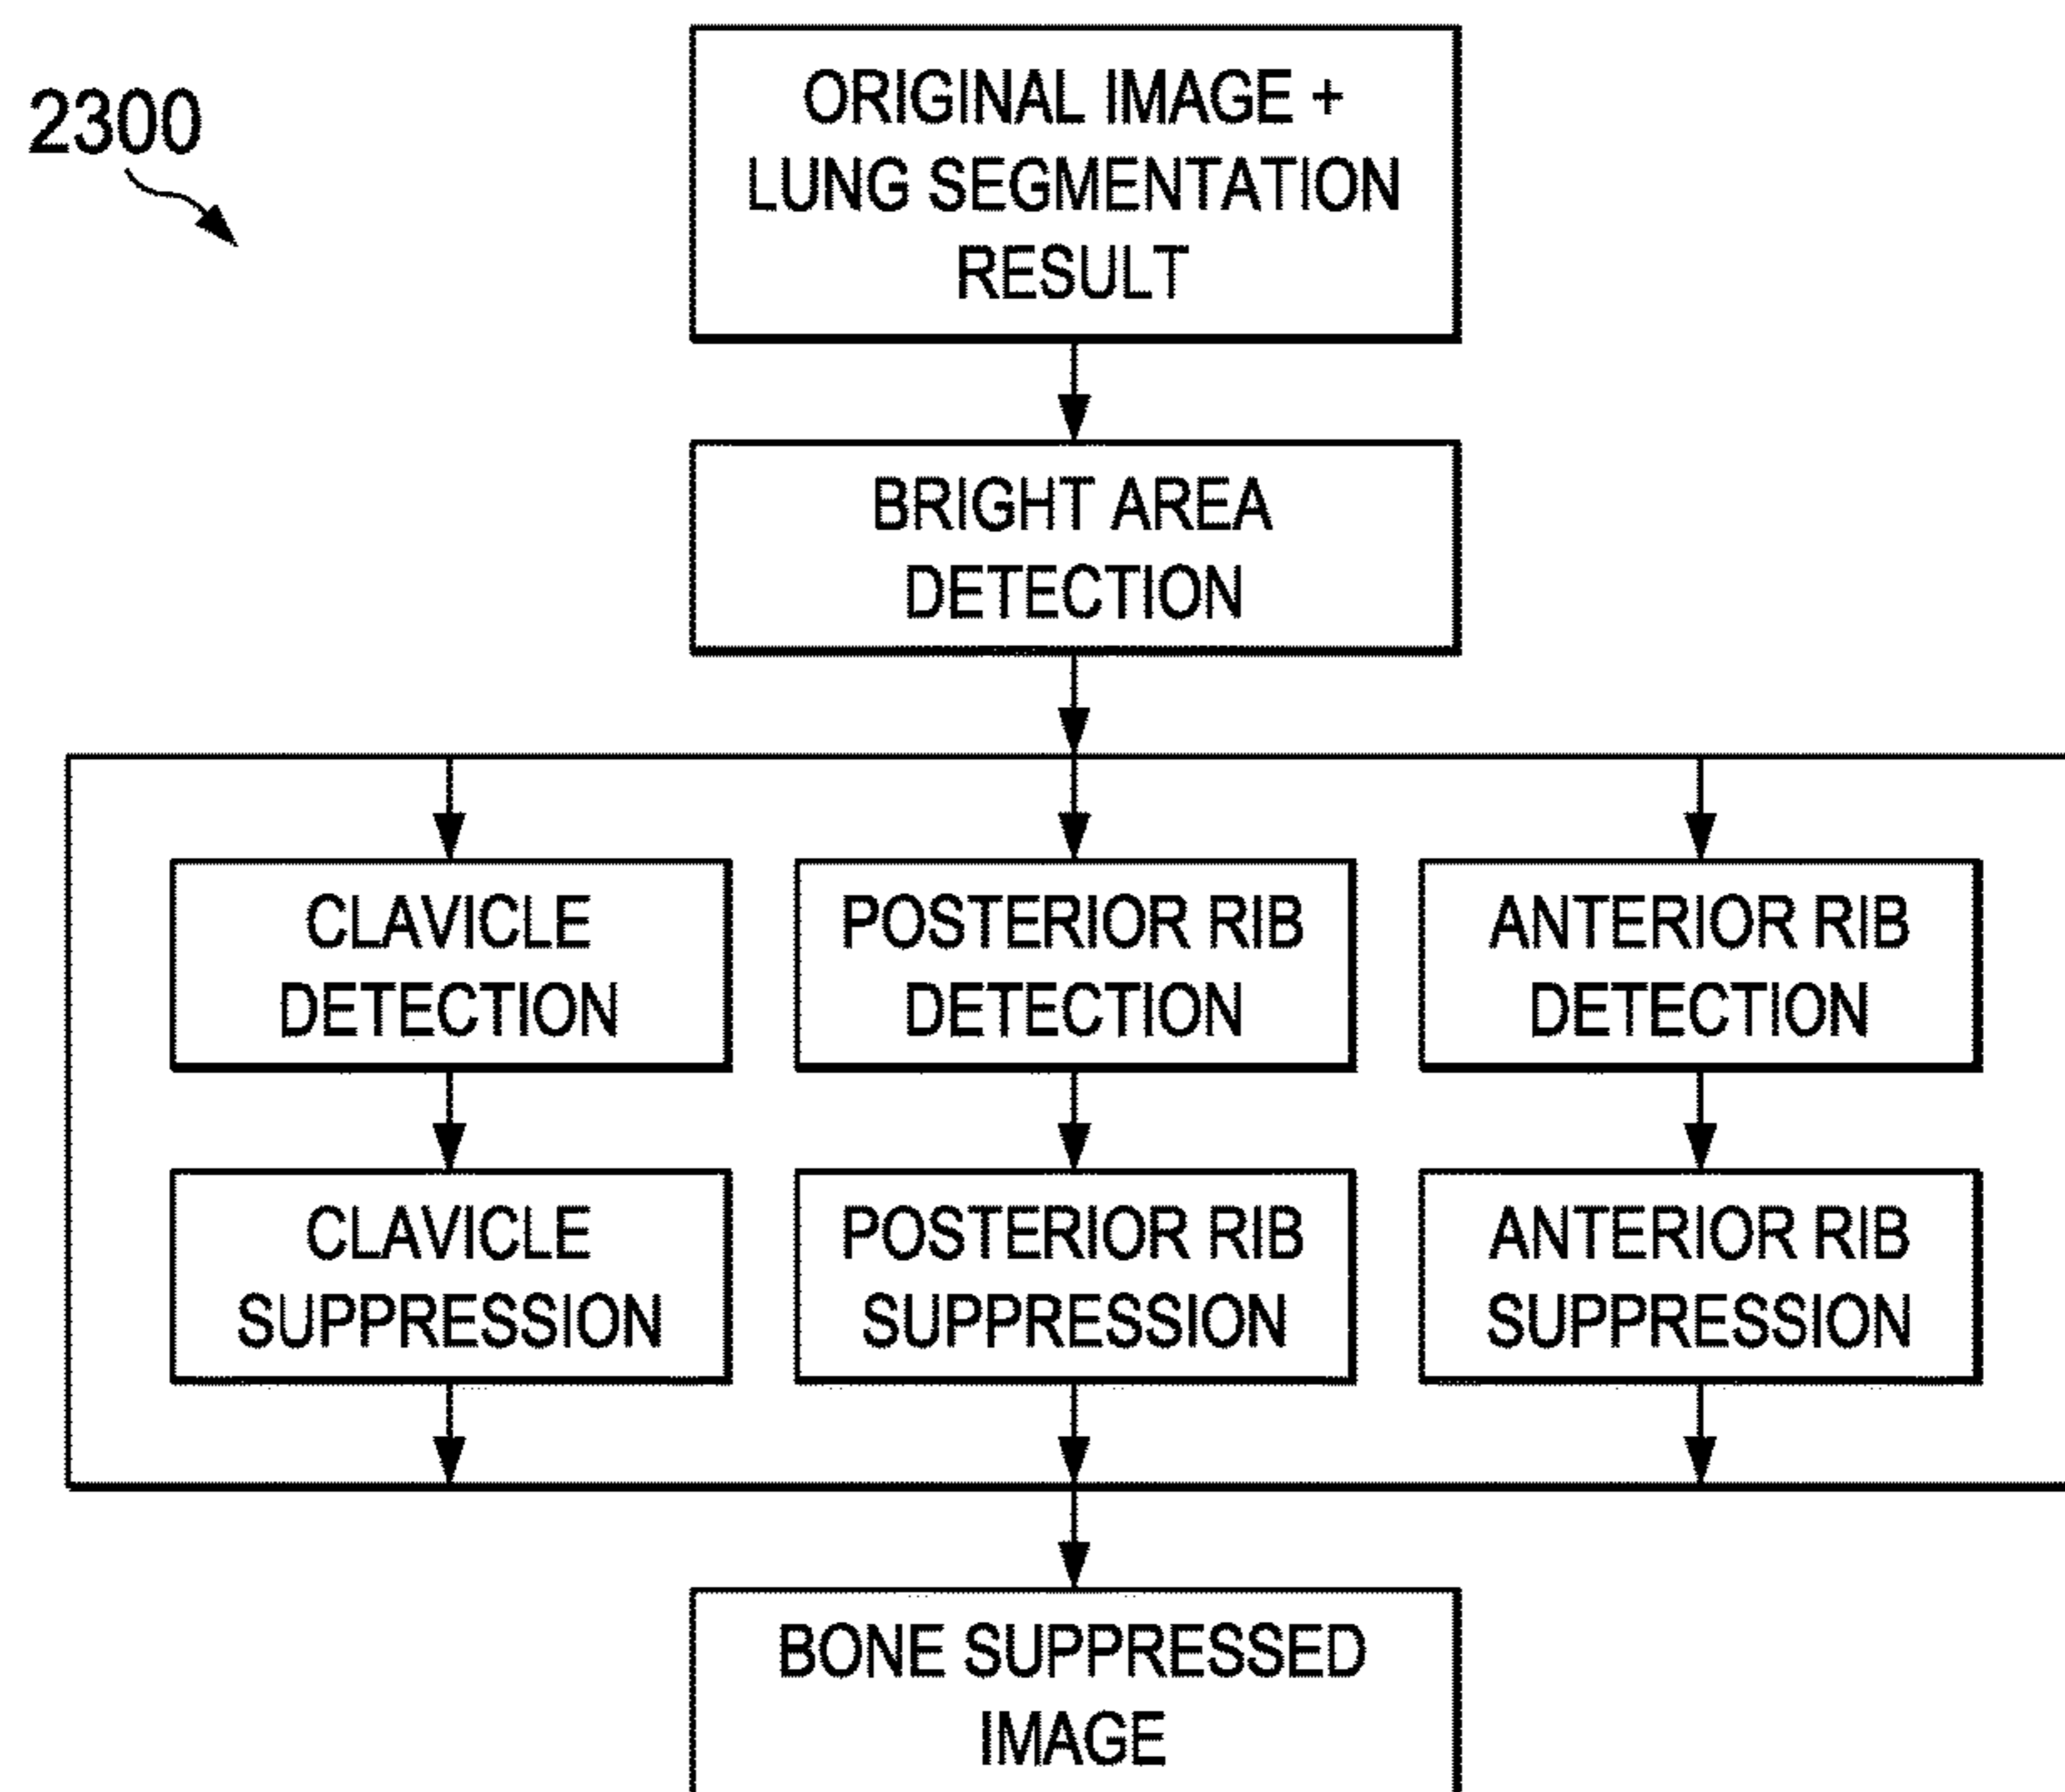 2300
ORIGINAL IMAGE +
LUNG SEGMENTATION
RESULT
BRIGHT AREA
DETECTION
CLAVICLE
DETECTION
POSTERIOR RIB
DETECTION
ANTERIOR RIB
DETECTION
CLAVICLE
SUPPRESSION
POSTERIOR RIB
SUPPRESSION
ANTERIOR RIB
SUPPRESSION
BONE SUPPRESSED
IMAGE